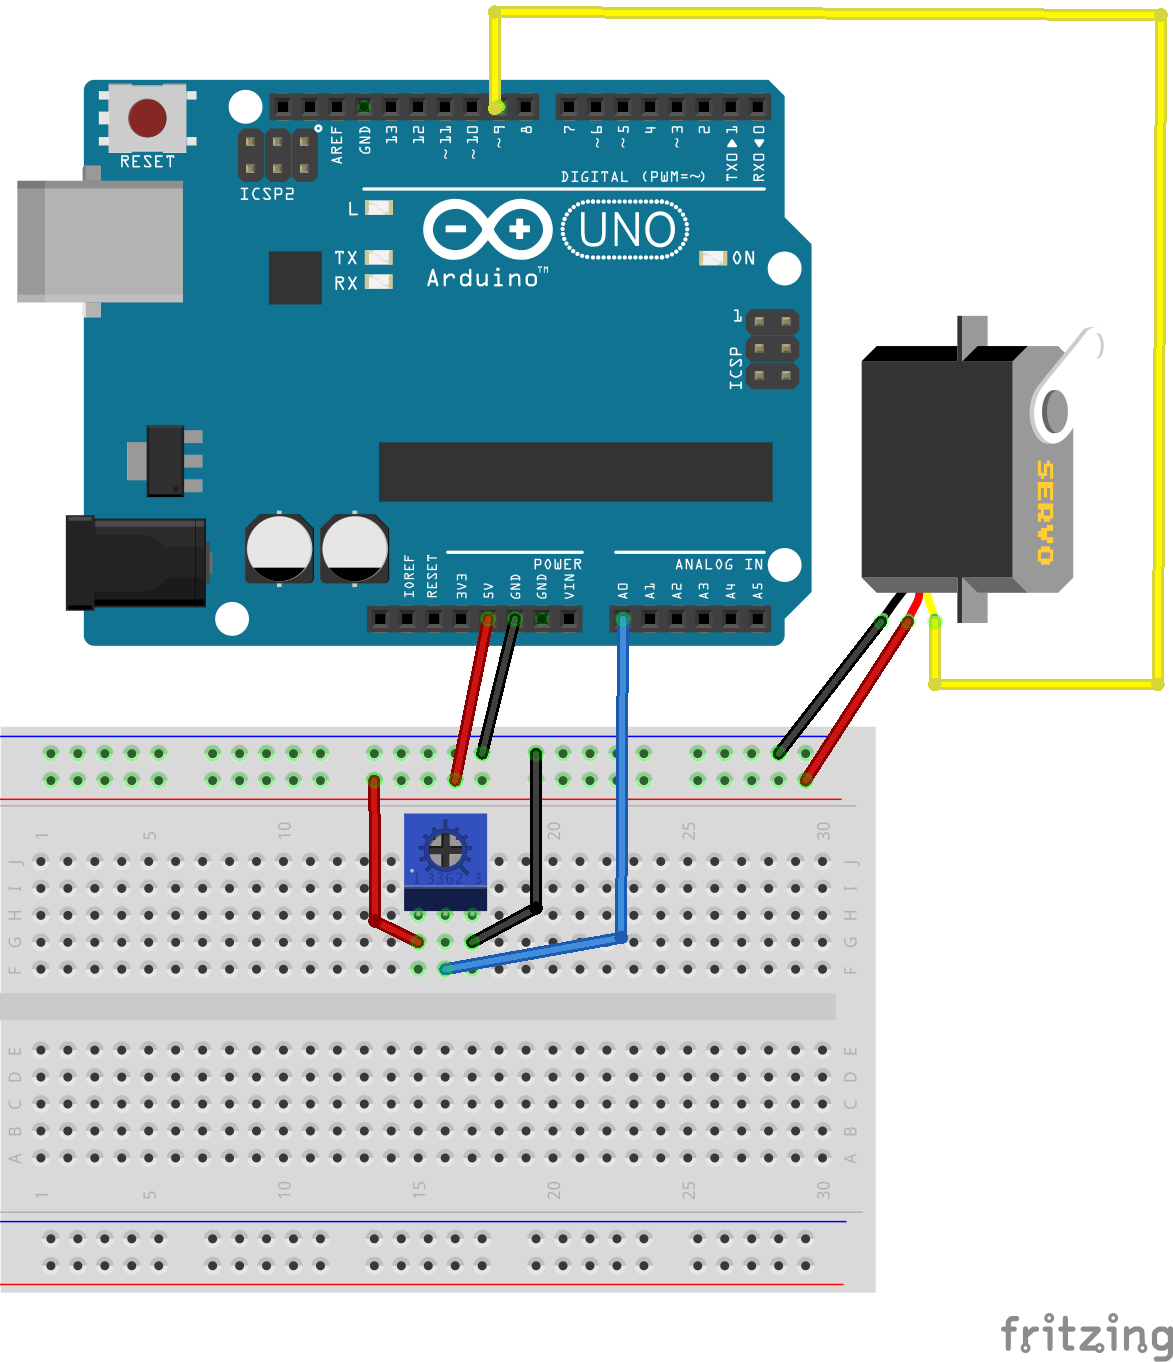 RESET
ICSP2
AREF
GND
13
12
~11
~10
~9
8
7
~6
~5
4
~3
2
TX0▶1
RX0◀0
DIGITAL (PWM=~)
L
TX
RX
Arduino™
UNO
ON
1
ICSP
SERVO
POWER
ANALOG IN
IOREF
RESET
3V3
5V
GND
GND
VIN
A0
A1
A2
A3
A4
A5
1 5 10 15 20 25 30
1 3362 3
J J
I I
H H
G G
F F
E E
D D
C C
B B
A A
1 5 10 15 20 25 30
fritzing